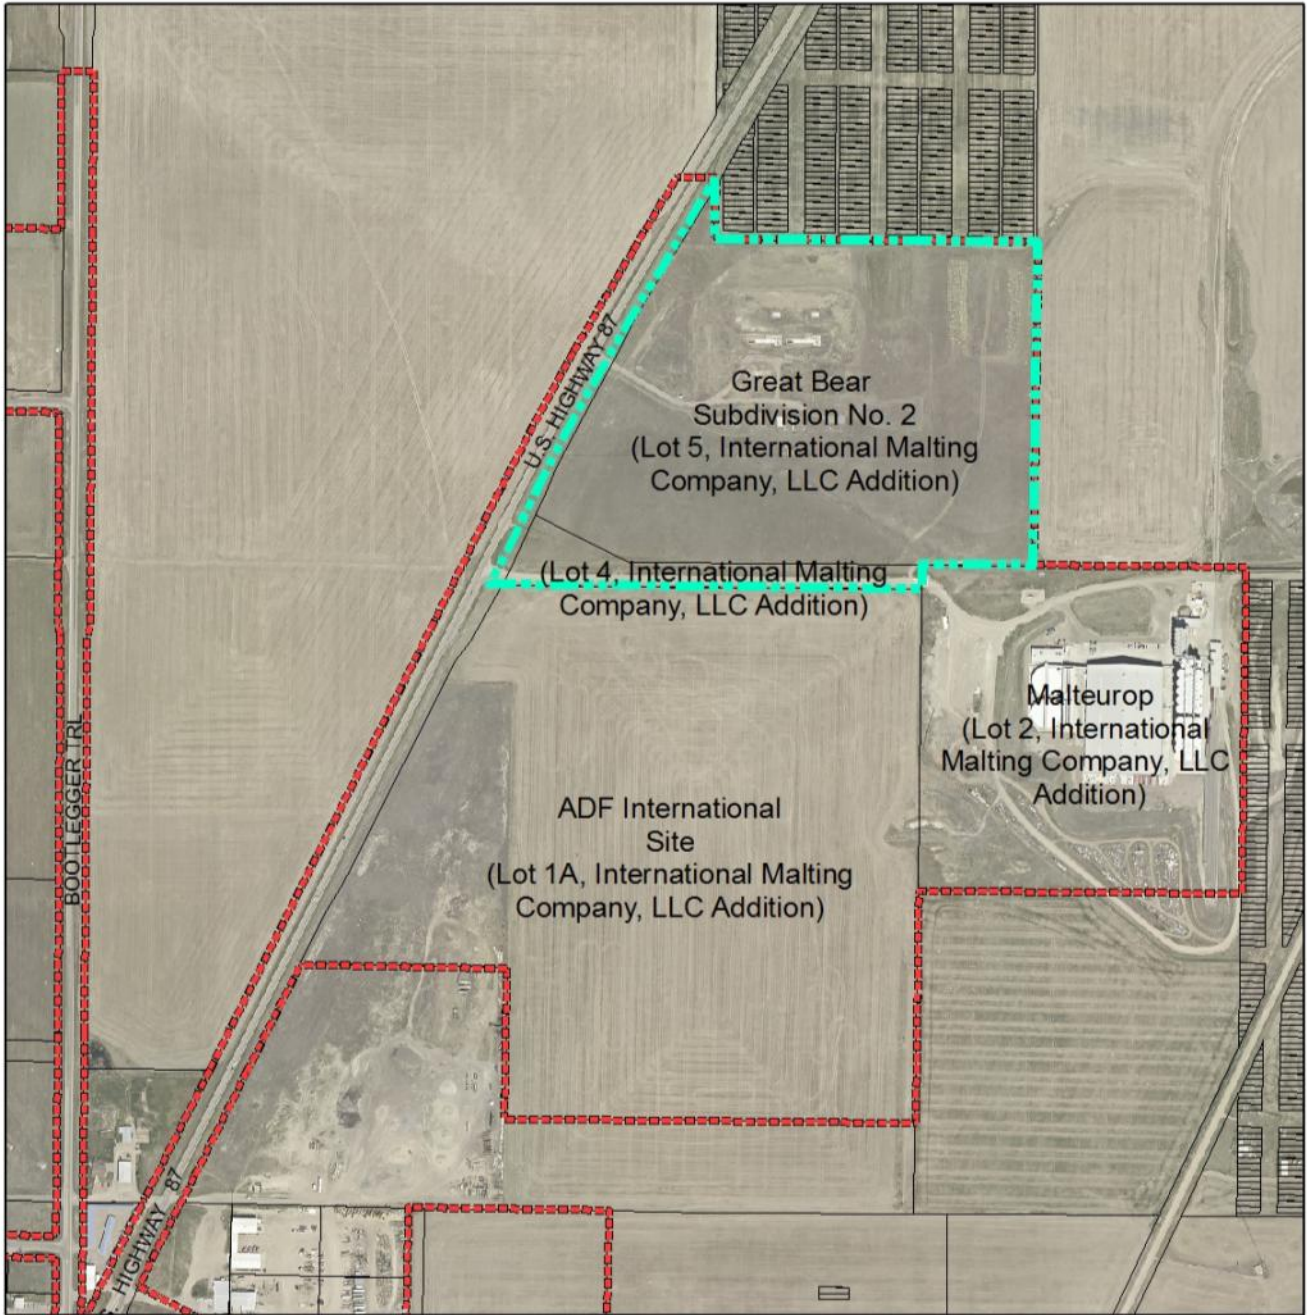 U.S. HIGHWAY 87
Great Bear
Subdivision No. 2
(Lot 5, International Malting
Company, LLC Addition)
(Lot 4, International Malting
Company, LLC Addition)
Malteurop
(Lot 2, International
Malting Company, LLC
Addition)
BOOTLEGGER TRL
ADF International
Site
(Lot 1A, International Malting
Company, LLC Addition)
HIGHWAY 87